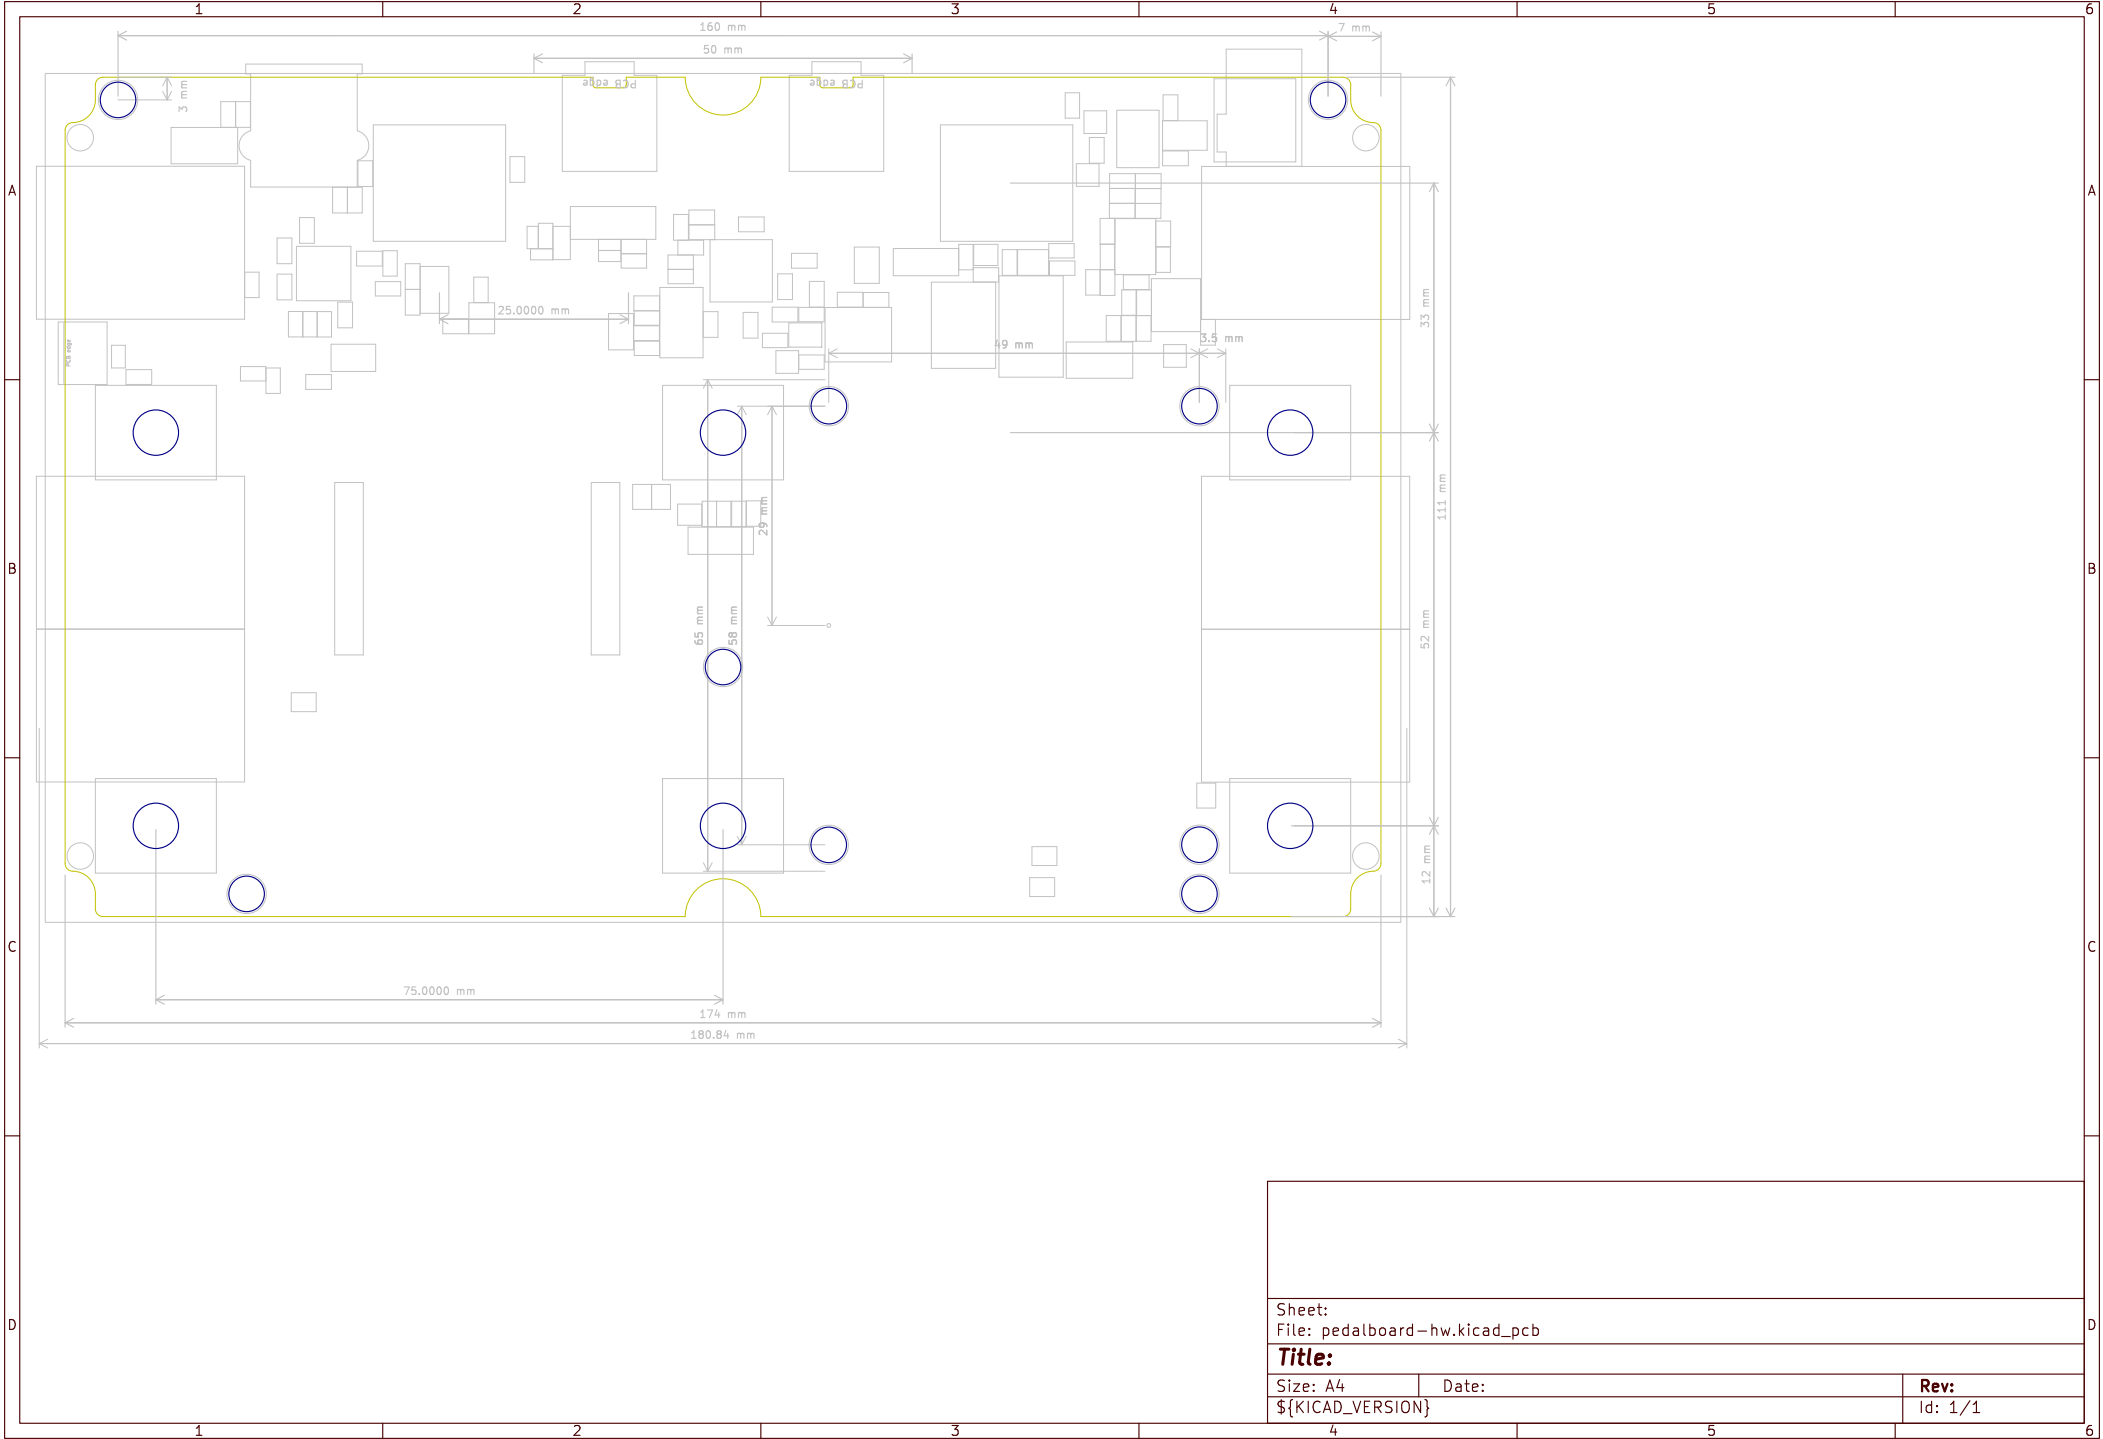 1 2 3 4 5 6
160 mm
7 mm
50 mm
PCB edge
PCB edge
3 mm
A
A
25.0000 mm
33 mm
3.5 mm
49 mm
PCB edge
111 mm
29 mm
B
B
65 mm
58 mm
52 mm
12 mm
C
C
75.0000 mm
174 mm
180.84 mm
D
D
Sheet:
File: pedalboard-hw.kicad_pcb
Title:
Size: A4
Date:
Rev:
${KICAD_VERSION}
Id: 1/1
1 2 3 4 5 6